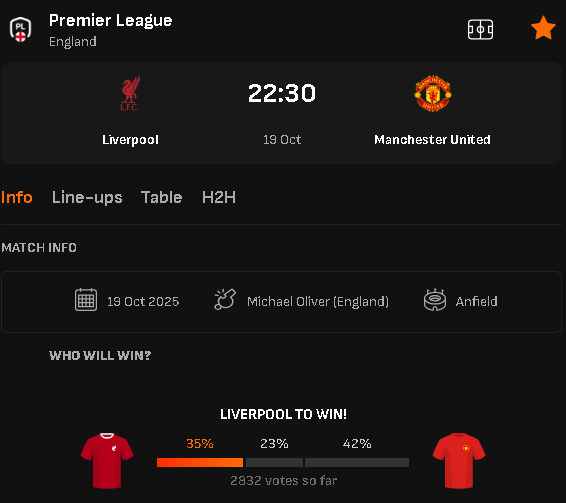 PL
Premier League
England
L.F.C.
22:30
Liverpool
19 Oct
Manchester United
Info Line-ups Table H2H
MATCH INFO
19 Oct 2025 Michael Oliver (England) Anfield
WHO WILL WIN?
LIVERPOOL TO WIN!
35% 23% 42%
2832 votes so far